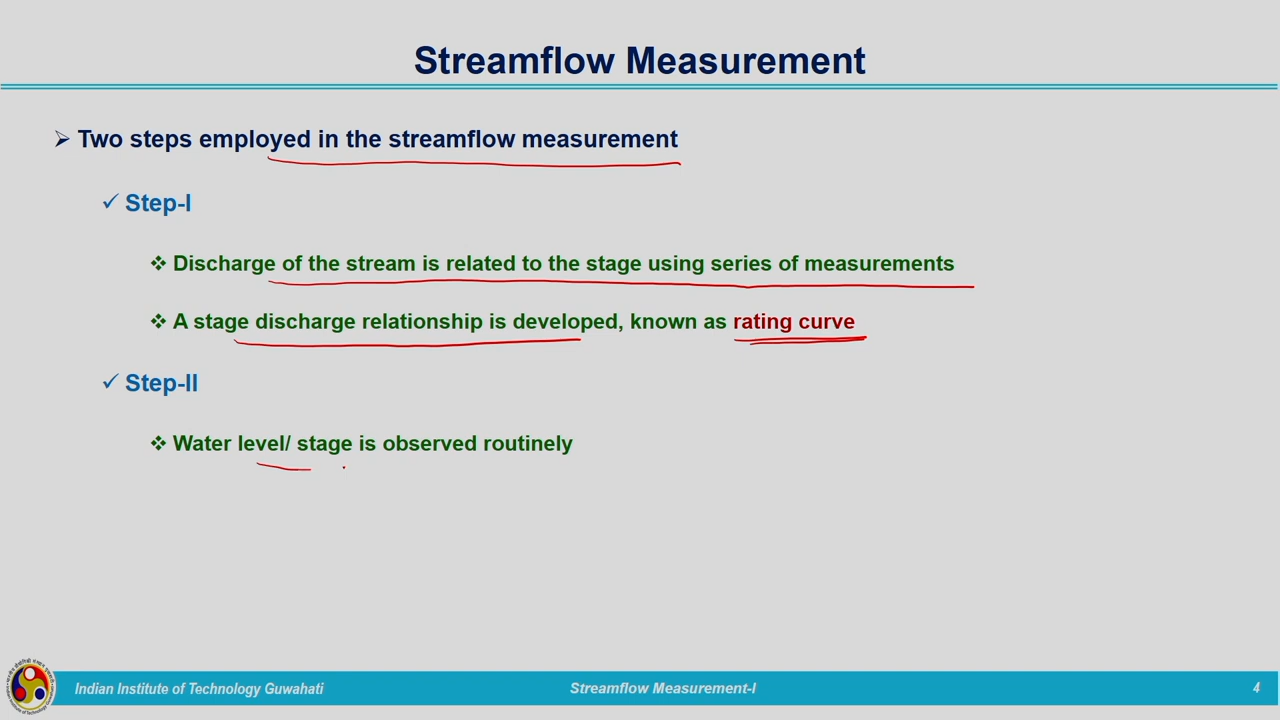 Streamflow Measurement
Two steps employed in the streamflow measurement
Step-I
Discharge of the stream is related to the stage using series of measurements
A stage discharge relationship is developed, known as rating curve
Step-II
Water level/ stage is observed routinely
Indian Institute of Technology Guwahati
Streamflow Measurement-I
4